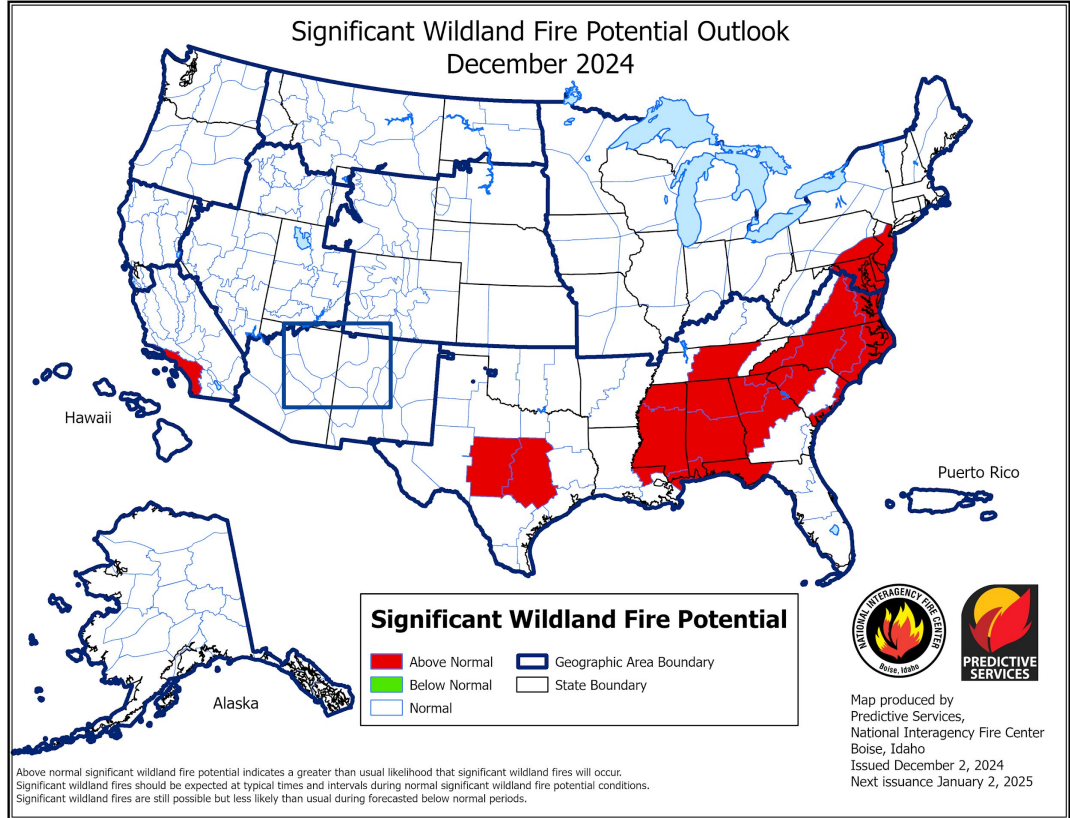 Significant Wildland Fire Potential Outlook
December 2024
Hawaii
Puerto Rico
Alaska
Significant Wildland Fire Potential
Above Normal
Geographic Area Boundary
Below Normal
State Boundary
Normal
NATIONAL INTERAGENCY FIRE CENTER
Boise, Idaho
PREDICTIVE
SERVICES
Map produced by
Predictive Services,
National Interagency Fire Center
Boise, Idaho
Issued December 2, 2024
Next issuance January 2, 2025
Above normal significant wildland fire potential indicates a greater than usual likelihood that significant wildland fires will occur.
Significant wildland fires should be expected at typical times and intervals during normal significant wildland fire potential conditions.
Significant wildland fires are still possible but less likely than usual during forecasted below normal periods.